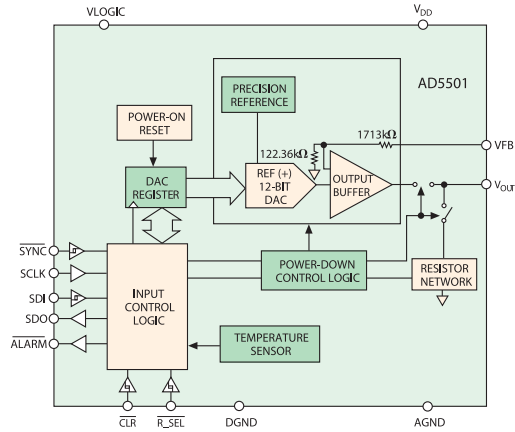 VLOGIC
VDD
AD5501
PRECISION
REFERENCE
POWER-ON
RESET
1713kΩ
122.36kΩ
VFB
DAC
REGISTER
REF (+)
12-BIT
DAC
OUTPUT
BUFFER
VOUT
SYNC
SCLK
SDI
SDO
ALARM
INPUT
CONTROL
LOGIC
POWER-DOWN
CONTROL LOGIC
RESISTOR
NETWORK
TEMPERATURE
SENSOR
CLR
R_SEL
DGND
AGND